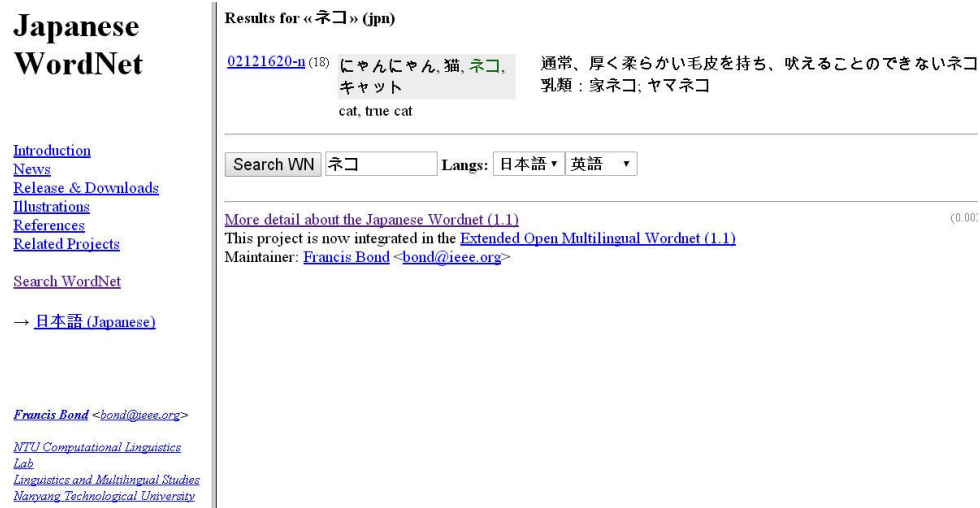 Japanese
WordNet
Introduction
News
Release & Downloads
Illustrations
References
Related Projects
Search WordNet
→ 日本語 (Japanese)
Francis Bond <bond@ieee.org>
NTU Computational Linguistics
Lab
Linguistics and Multilingual Studies
Nanyang Technological University
Results for « ネコ » (jpn)
02121620-n (18) にゃんにゃん, 猫, ネコ, 通常、厚く柔らかい毛皮を持ち、吠えることのできないネコ
キャット 乳類：家ネコ; ヤマネコ
cat, true cat
Search WN ネコ Langs: 日本語 ▾ 英語 ▾
More detail about the Japanese Wordnet (1.1)
This project is now integrated in the Extended Open Multilingual Wordnet (1.1)
Maintainer: Francis Bond <bond@ieee.org>